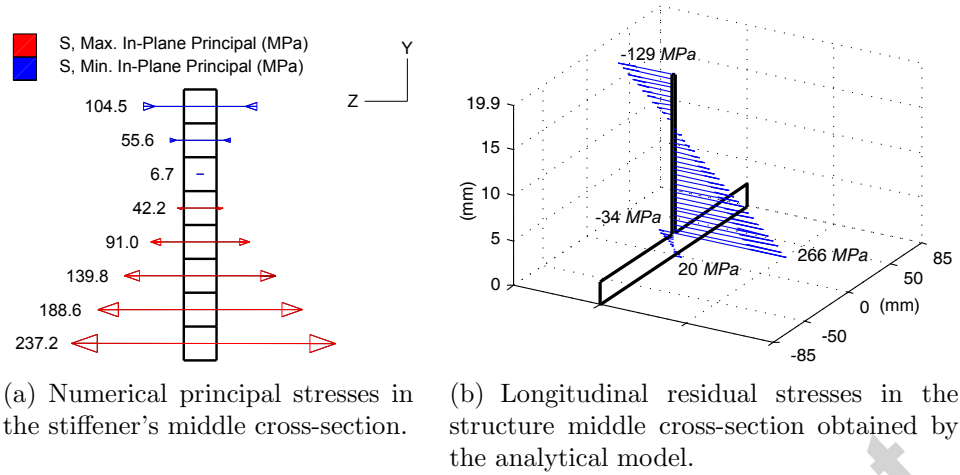 S, Max. In-Plane Principal (MPa)
S, Min. In-Plane Principal (MPa)
Y
Z
104.5
55.6
6.7
42.2
91.0
139.8
188.6
237.2
(a) Numerical principal stresses in
the stiffener's middle cross-section.
-129 MPa
19.9
15
10
5
0
(mm)
-34 MPa
20 MPa
266 MPa
85
50
0 (mm)
-50
-85
(b) Longitudinal residual stresses in the
structure middle cross-section obtained by
the analytical model.